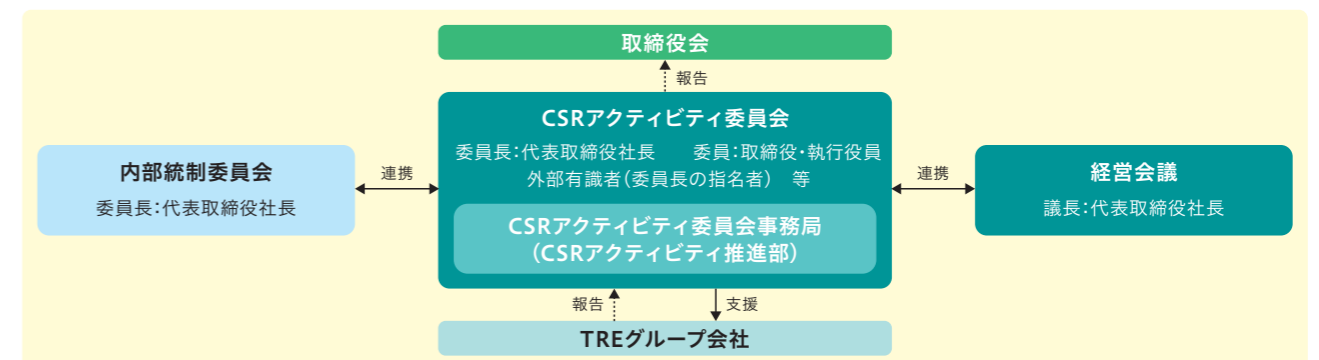 取締役会
報告
CSRアクティビティ委員会
委員長：代表取締役社長　委員：取締役・執行役員
外部有識者（委員長の指名者）　等
CSRアクティビティ委員会事務局
（CSRアクティビティ推進部）
内部統制委員会
委員長：代表取締役社長
連携
連携
経営会議
議長：代表取締役社長
報告
支援
TREグループ会社